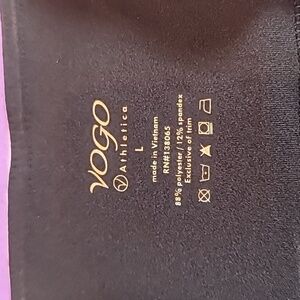 VOGO
Athletica
L
made in Vietnam
RN#138065
88% polyester / 12% spandex
Exclusive of trim